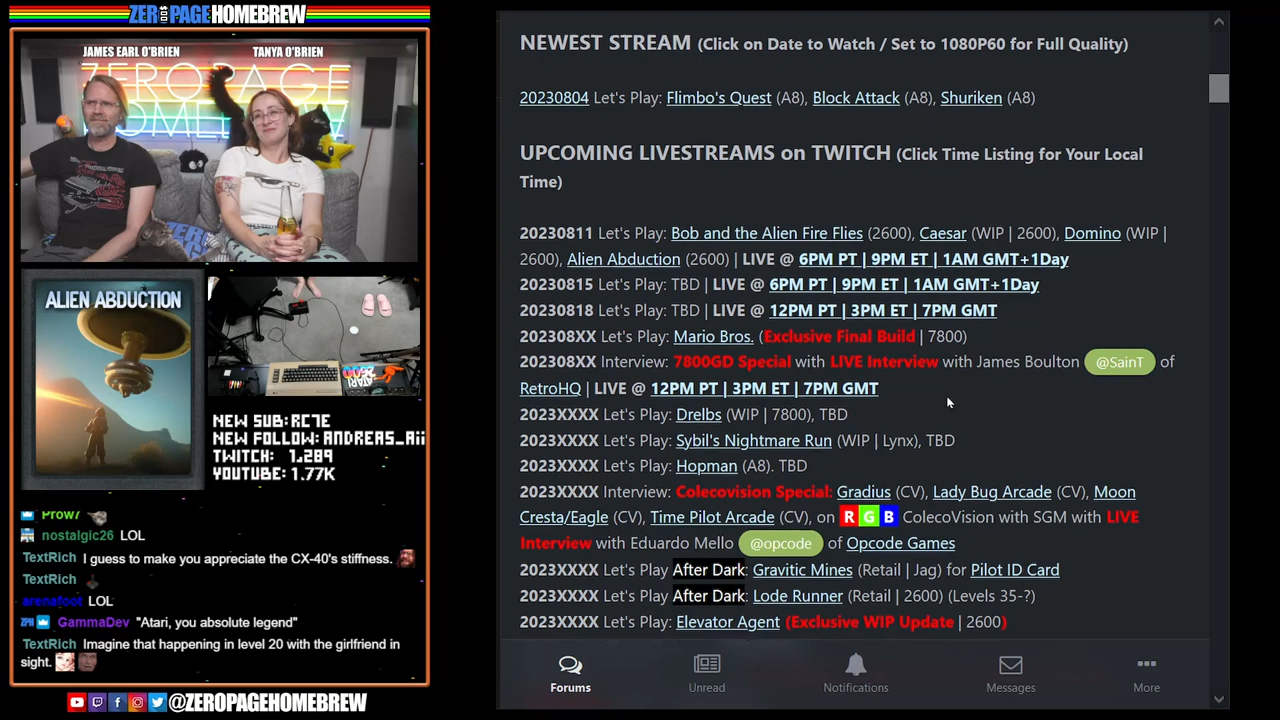 ZEROPAGEHOMEBREW
JAMES EARL O'BRIEN
TANYA O'BRIEN
ZEROPAGE
ALIEN ABDUCTION
NEW SUB:RC7E
NEW FOLLOW:ANDREAS_AII
TWITCH: 1,289
YOUTUBE: 1.77K
Prow7
nostalgic26 LOL
TextRich I guess to make you appreciate the CX-40's stiffness.
TextRich
arenafoot LOL
GammaDev "Atari, you absolute legend"
TextRich Imagine that happening in level 20 with the girlfriend in
sight.
@ZEROPAGEHOMEBREW
NEWEST STREAM (Click on Date to Watch / Set to 1080P60 for Full Quality)
20230804 Let's Play: Flimbo's Quest (A8), Block Attack (A8), Shuriken (A8)
UPCOMING LIVESTREAMS on TWITCH (Click Time Listing for Your Local
Time)
20230811 Let's Play: Bob and the Alien Fire Flies (2600), Caesar (WIP | 2600), Domino (WIP |
2600), Alien Abduction (2600) | LIVE @ 6PM PT | 9PM ET | 1AM GMT+1Day
20230815 Let's Play: TBD | LIVE @ 6PM PT | 9PM ET | 1AM GMT+1Day
20230818 Let's Play: TBD | LIVE @ 12PM PT | 3PM ET | 7PM GMT
202308XX Let's Play: Mario Bros. (Exclusive Final Build | 7800)
202308XX Interview: 7800GD Special with LIVE Interview with James Boulton @SainT of
RetroHQ | LIVE @ 12PM PT | 3PM ET | 7PM GMT
2023XXXX Let's Play: Drelbs (WIP | 7800), TBD
2023XXXX Let's Play: Sybil's Nightmare Run (WIP | Lynx), TBD
2023XXXX Let's Play: Hopman (A8). TBD
2023XXXX Interview: Colecovision Special: Gradius (CV), Lady Bug Arcade (CV), Moon
Cresta/Eagle (CV), Time Pilot Arcade (CV), on R G B ColecoVision with SGM with LIVE
Interview with Eduardo Mello @opcode of Opcode Games
2023XXXX Let's Play After Dark: Gravitic Mines (Retail | Jag) for Pilot ID Card
2023XXXX Let's Play After Dark: Lode Runner (Retail | 2600) (Levels 35-?)
2023XXXX Let's Play: Elevator Agent (Exclusive WIP Update | 2600)
Forums
Unread
Notifications
Messages
More